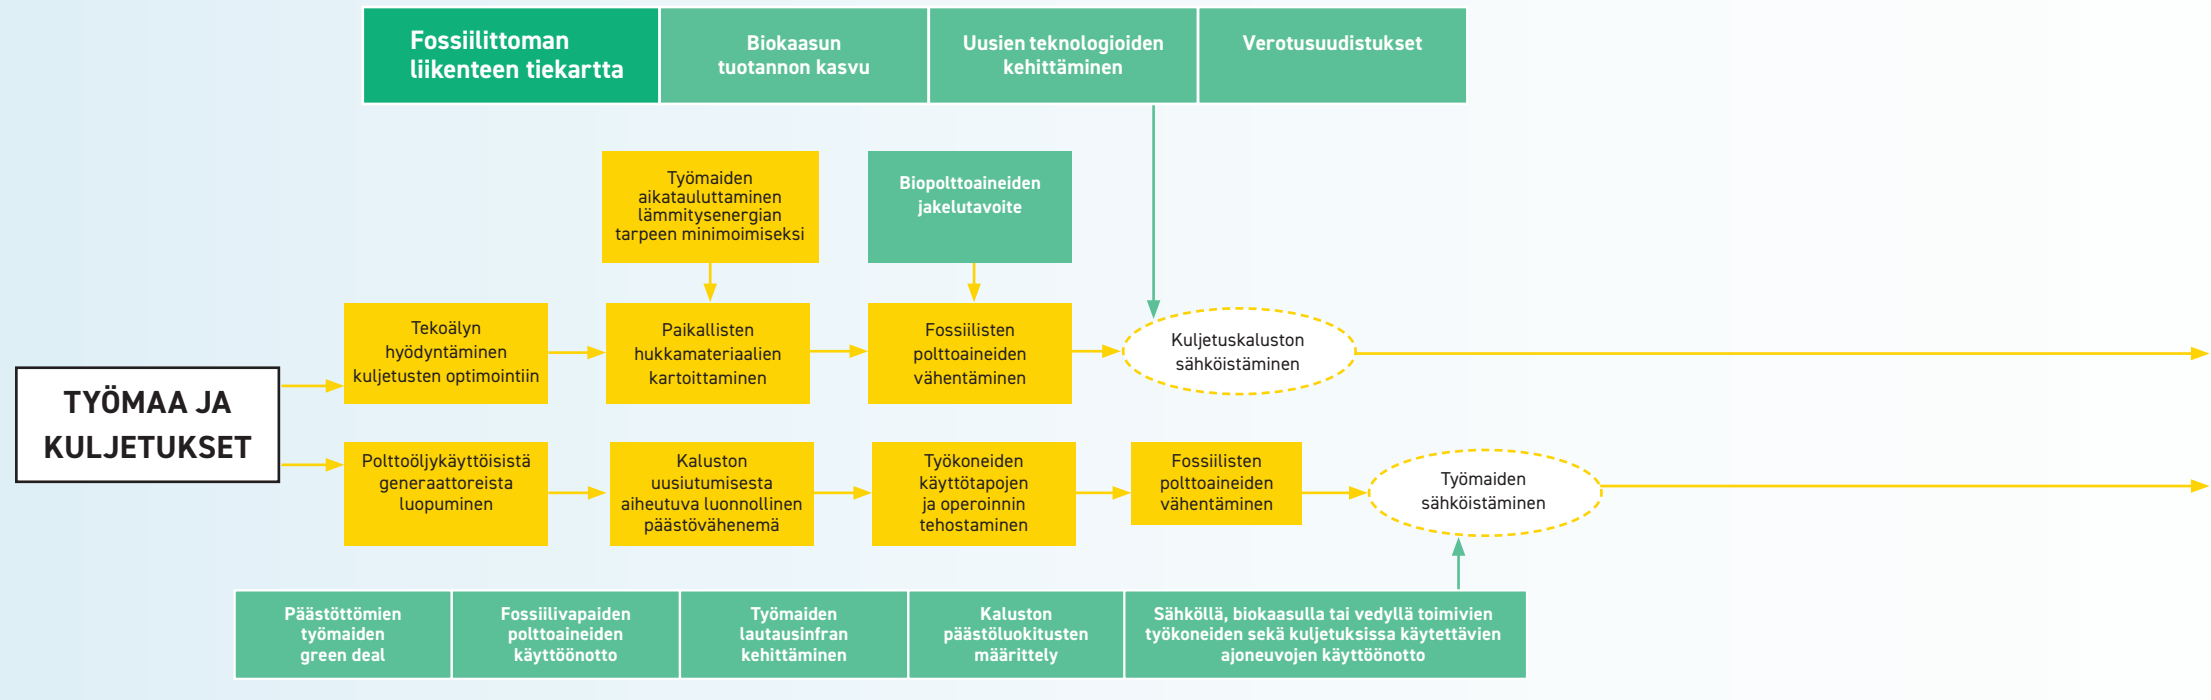 Fossiilittoman
liikenteen tiekartta
Biokaasun
tuotannon kasvu
Uusien teknologioiden
kehittäminen
Verotusuudistukset
Työmaiden
aikatauluttaminen
lämmitysenergian
tarpeen minimoimiseksi
Biopolttoaineiden
jakelutavoite
TYÖMAA JA
KULJETUKSET
Tekoälyn
hyödyntäminen
kuljetusten optimointiin
Paikallisten
hukkamateriaalien
kartoittaminen
Fossiilisten
polttoaineiden
vähentäminen
Kuljetuskaluston
sähköistäminen
Polttoöljykäyttöisistä
generaattoreista
luopuminen
Kaluston
uusiutumisesta
aiheutuva luonnollinen
päästövähenemä
Työkoneiden
käyttötapojen
ja operoinnin
tehostaminen
Fossiilisten
polttoaineiden
vähentäminen
Työmaiden
sähköistäminen
Päästöttömien
työmaiden
green deal
Fossiilivapaiden
polttoaineiden
käyttöönotto
Työmaiden
lautausinfran
kehittäminen
Kaluston
päästöluokitusten
määrittely
Sähköllä, biokaasulla tai vedyllä toimivien
työkoneiden sekä kuljetuksissa käytettävien
ajoneuvojen käyttöönotto